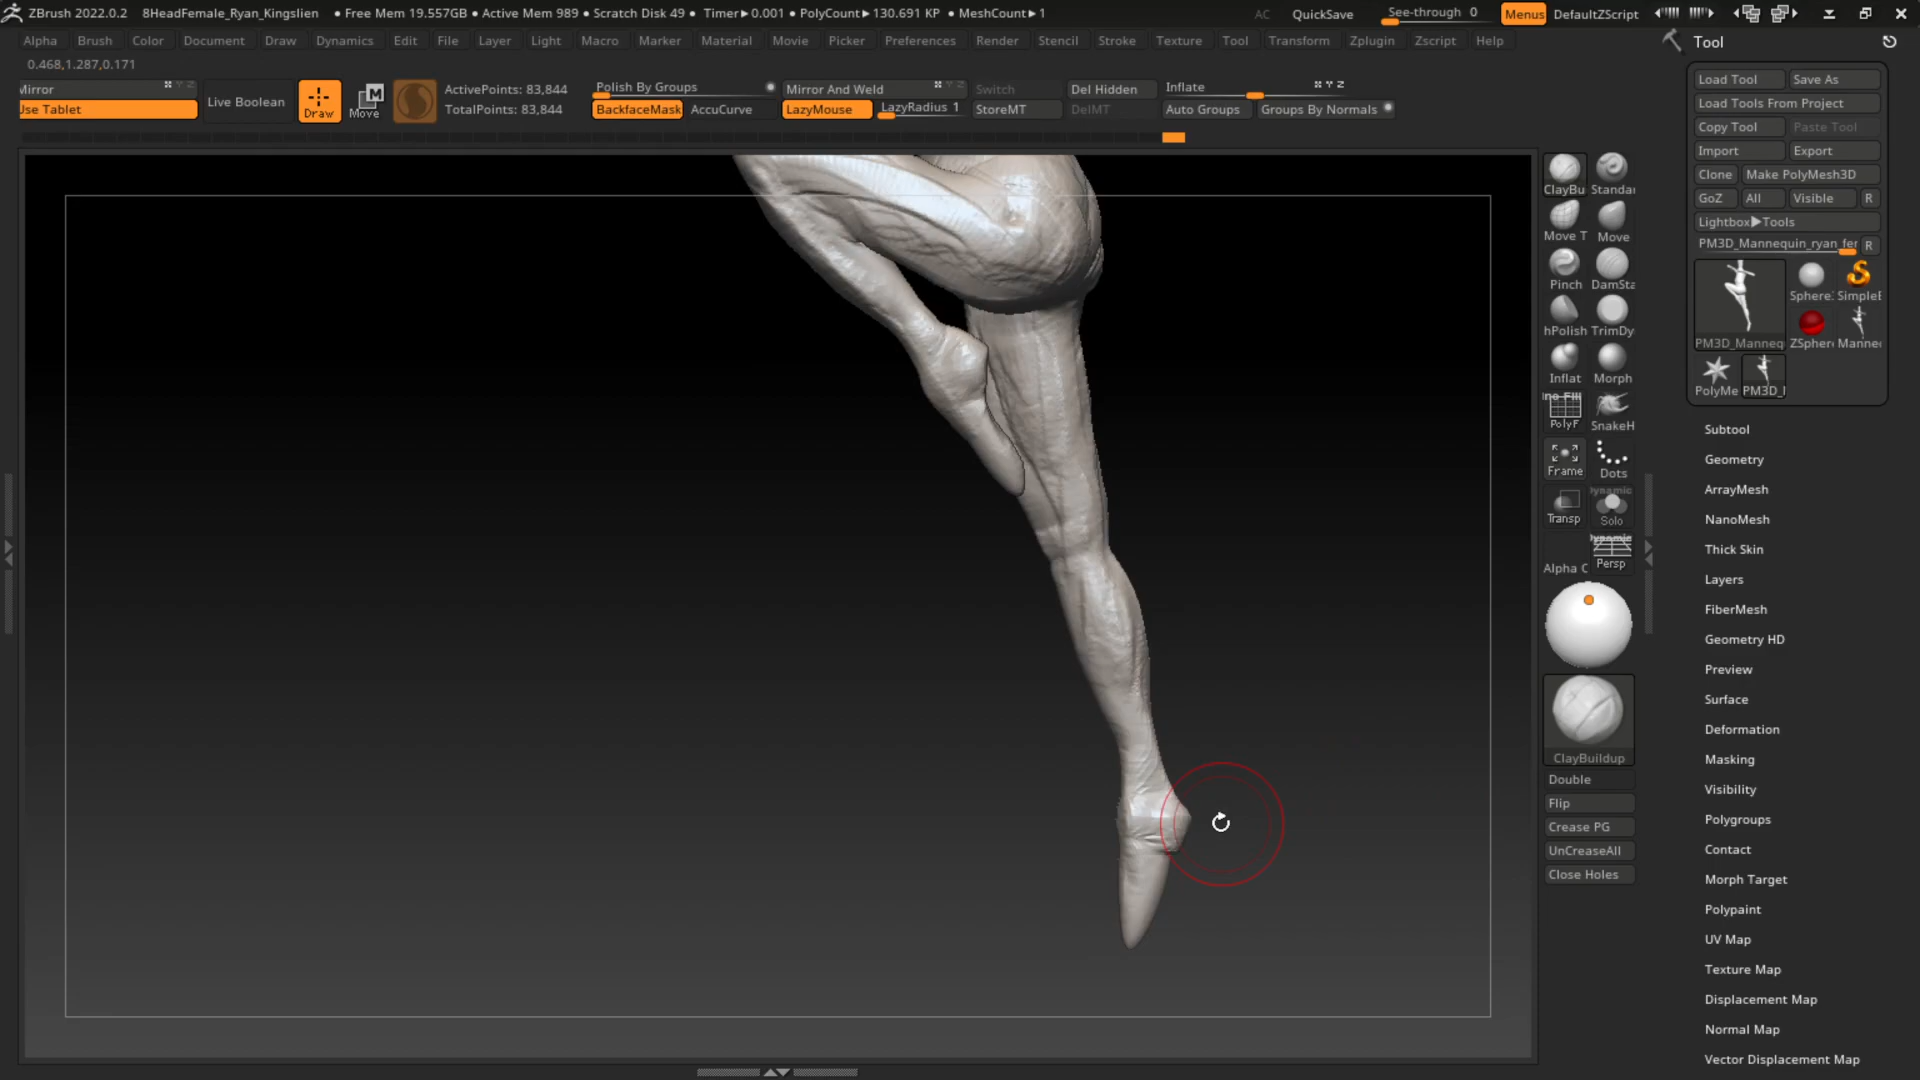 ZBrush 2022.0.2 8HeadFemale_Ryan_Kingslien • Free Mem 19.557GB • Active Mem 989 • Scratch Disk 49 • Timer▶0.001 • PolyCount▶130.691 KP • MeshCount▶1 AC QuickSave See-through 0 Menus DefaultZScript
Alpha Brush Color Document Draw Dynamics Edit File Layer Light Macro Marker Material Movie Picker Preferences Render Stencil Stroke Texture Tool Transform Zplugin Zscript Help
Tool
0.468,1.287,0.171
Mirror
Use Tablet
Live Boolean
Draw
Move
ActivePoints: 83,844
TotalPoints: 83,844
Polish By Groups
BackfaceMask AccuCurve
Mirror And Weld
LazyMouse LazyRadius 1
Switch
StoreMT
Del Hidden
DelMT
Inflate
Auto Groups Groups By Normals
Load Tool Save As
Load Tools From Project
Copy Tool Paste Tool
Import Export
Clone Make PolyMesh3D
GoZ All Visible R
Lightbox▶Tools
PM3D_Mannequin_ryan_fer R
Sphere SimpleB
PM3D_Manneq ZSpher Manne
PolyMe PM3D_
ClayBu Standa
Move T Move
Pinch DamSta
hPolish TrimDy
Inflat Morph
PolyF SnakeH
Frame Dots
Transp Solo
Dynamic
Alpha C Persp
ClayBuildup
Double
Flip
Crease PG
UnCreaseAll
Close Holes
Subtool
Geometry
ArrayMesh
NanoMesh
Thick Skin
Layers
FiberMesh
Geometry HD
Preview
Surface
Deformation
Masking
Visibility
Polygroups
Contact
Morph Target
Polypaint
UV Map
Texture Map
Displacement Map
Normal Map
Vector Displacement Map